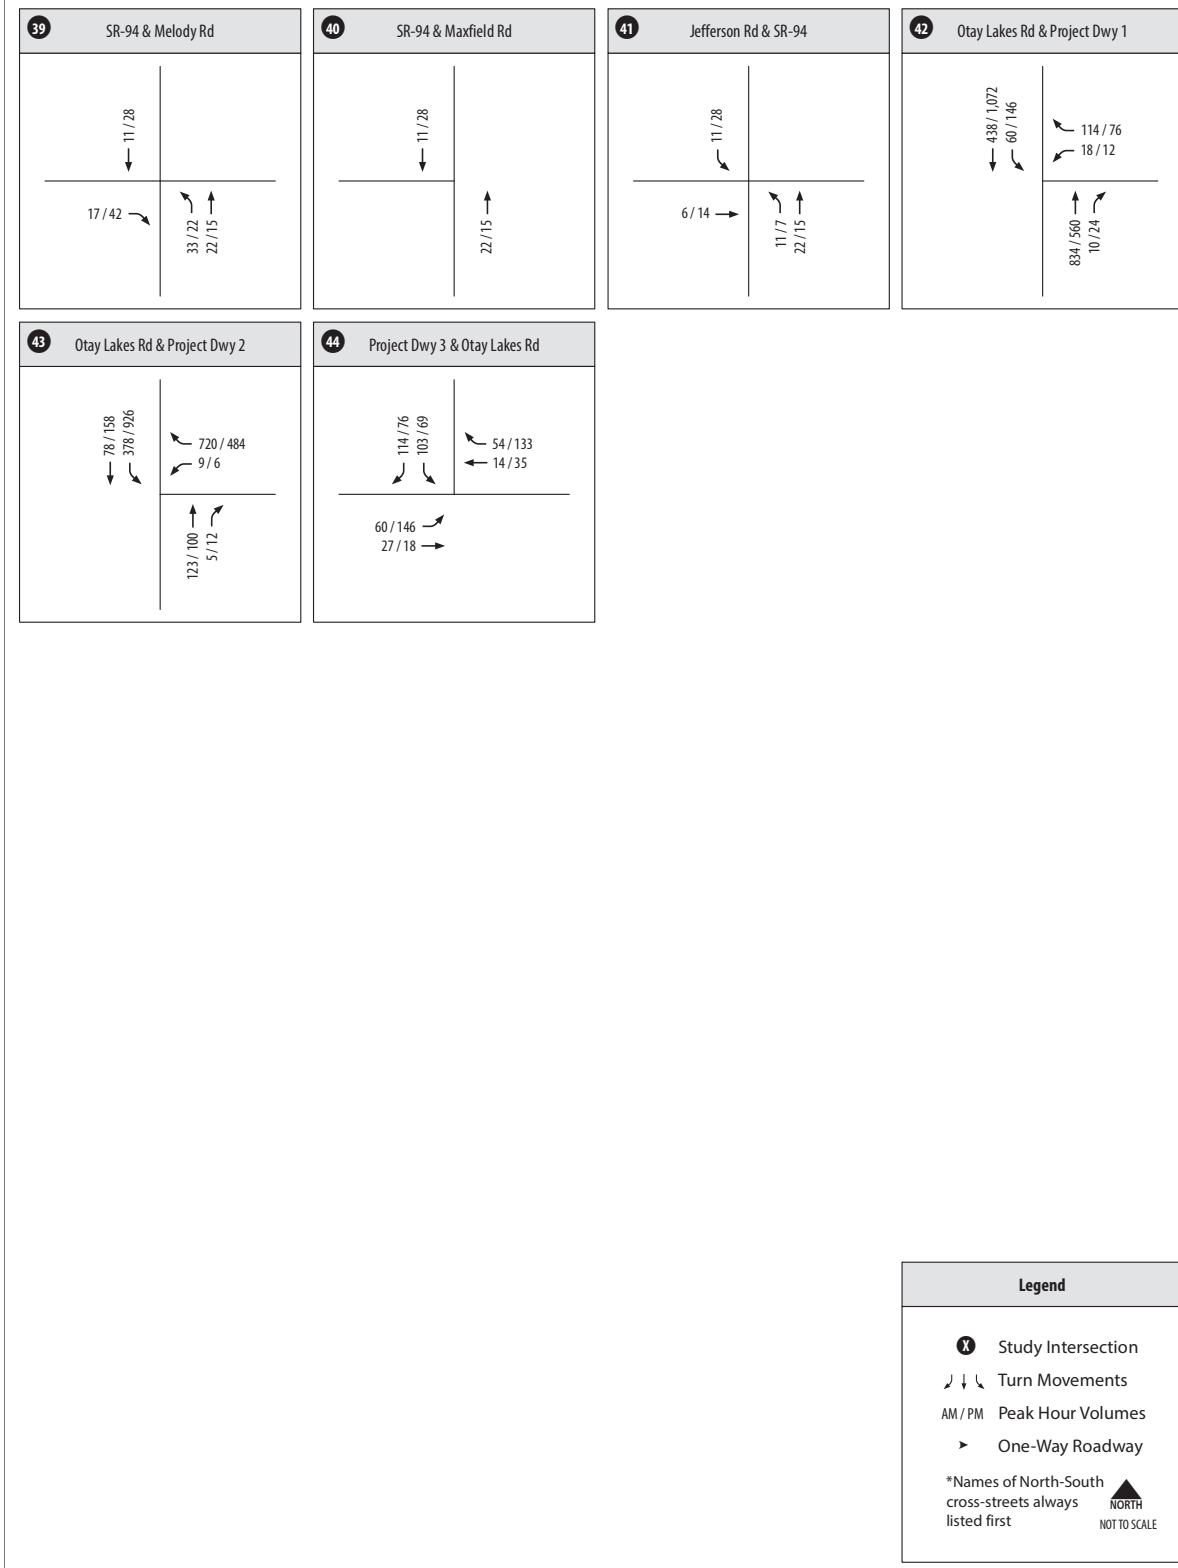 39 SR-94 & Melody Rd
11 / 28
17 / 42
33 / 22
22 / 15
40 SR-94 & Maxfield Rd
11 / 28
22 / 15
41 Jefferson Rd & SR-94
11 / 28
6 / 14
11 / 7
22 / 15
42 Otay Lakes Rd & Project Dwy 1
438 / 1,072
60 / 146
114 / 76
18 / 12
834 / 560
10 / 24
43 Otay Lakes Rd & Project Dwy 2
78 / 158
378 / 926
720 / 484
9 / 6
123 / 100
5 / 12
44 Project Dwy 3 & Otay Lakes Rd
114 / 76
103 / 69
54 / 133
14 / 35
60 / 146
27 / 18
Legend
X Study Intersection
Turn Movements
AM / PM Peak Hour Volumes
One-Way Roadway
*Names of North-South
cross-streets always
listed first
NORTH
NOT TO SCALE